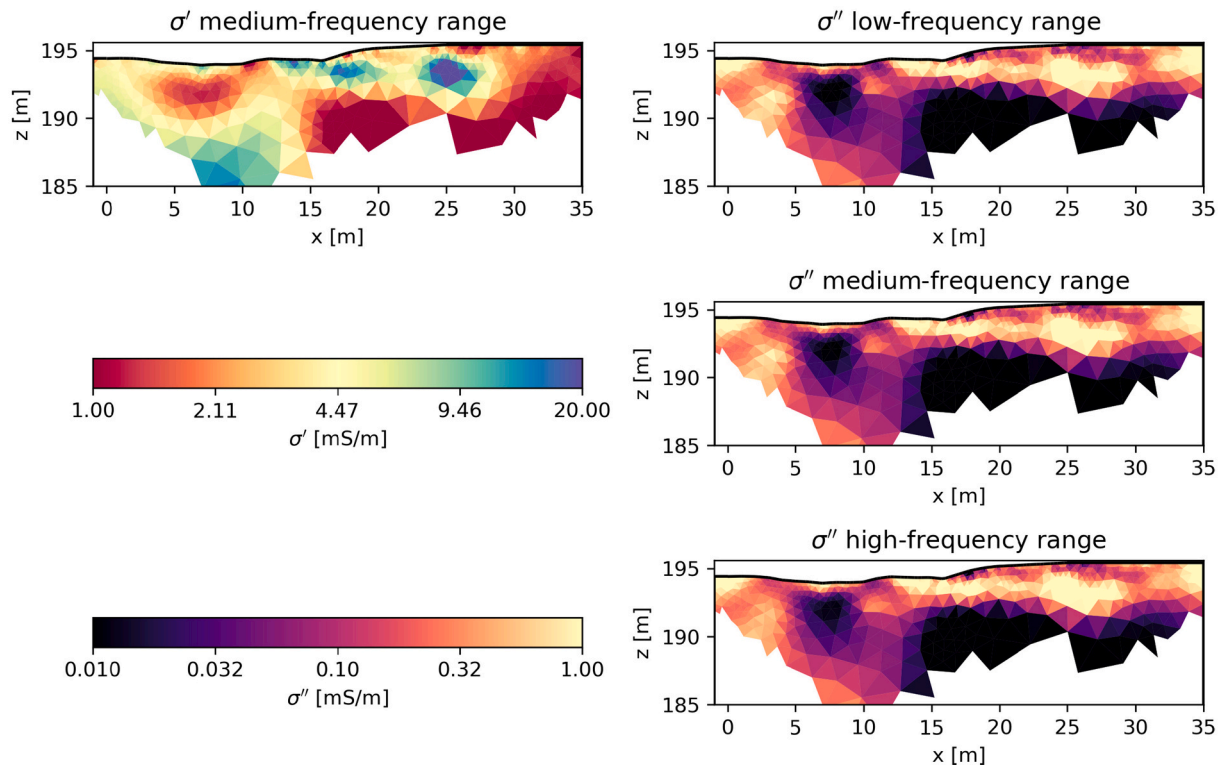 σ′ medium-frequency range
195
190
185
z [m]
0 5 10 15 20 25 30 35
x [m]
σ″ low-frequency range
195
190
185
z [m]
0 5 10 15 20 25 30 35
x [m]
σ″ medium-frequency range
195
190
185
z [m]
0 5 10 15 20 25 30 35
x [m]
1.00 2.11 4.47 9.46 20.00
σ′ [mS/m]
σ″ high-frequency range
195
190
185
z [m]
0 5 10 15 20 25 30 35
x [m]
0.010 0.032 0.10 0.32 1.00
σ″ [mS/m]